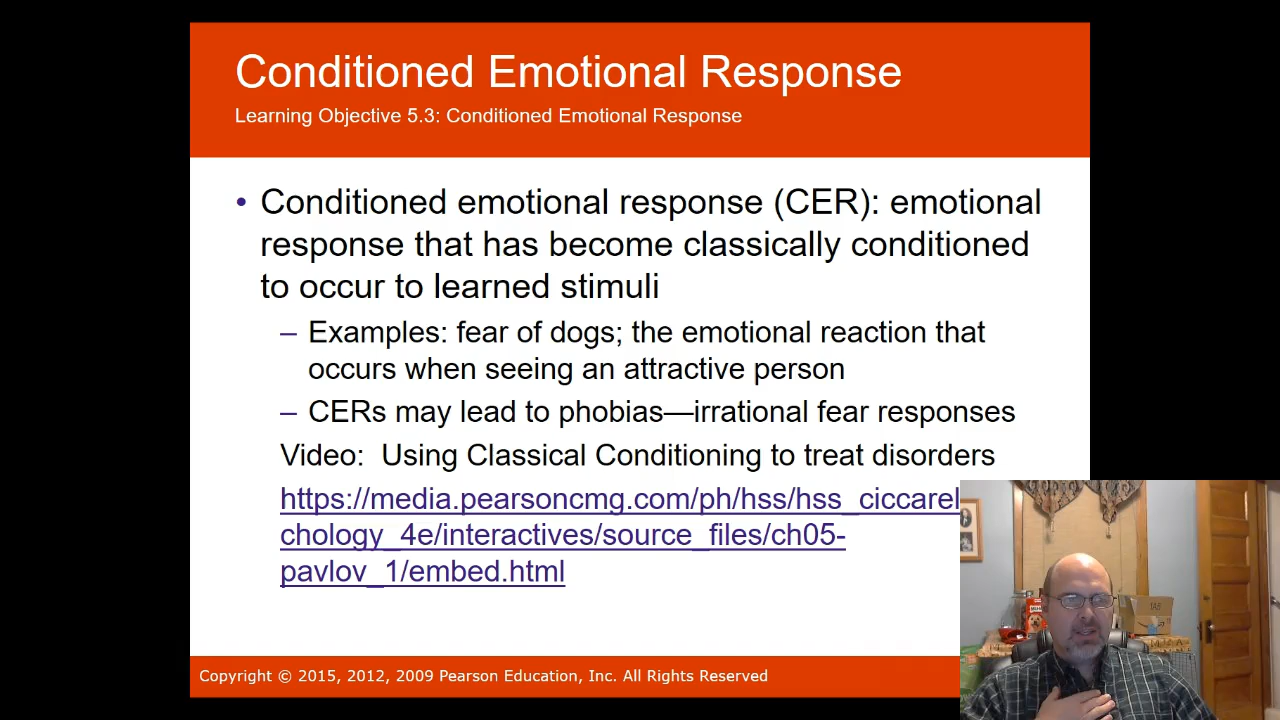 Conditioned Emotional Response
Learning Objective 5.3: Conditioned Emotional Response
• Conditioned emotional response (CER): emotional
response that has become classically conditioned
to occur to learned stimuli
– Examples: fear of dogs; the emotional reaction that
occurs when seeing an attractive person
– CERs may lead to phobias—irrational fear responses
Video: Using Classical Conditioning to treat disorders
https://media.pearsoncmg.com/ph/hss/hss_ciccarel
chology_4e/interactives/source_files/ch05-
pavlov_1/embed.html
Copyright © 2015, 2012, 2009 Pearson Education, Inc. All Rights Reserved